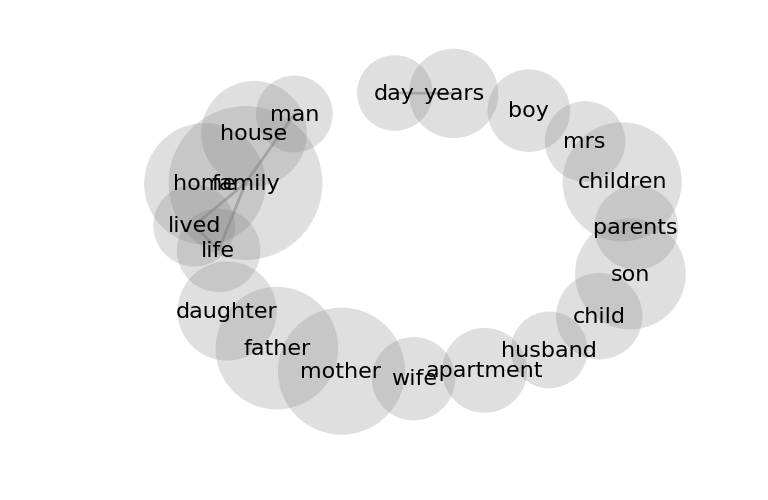 day
years
man
boy
house
mrs
children
home
family
lived
parents
life
son
daughter
child
father
husband
mother
apartment
wife